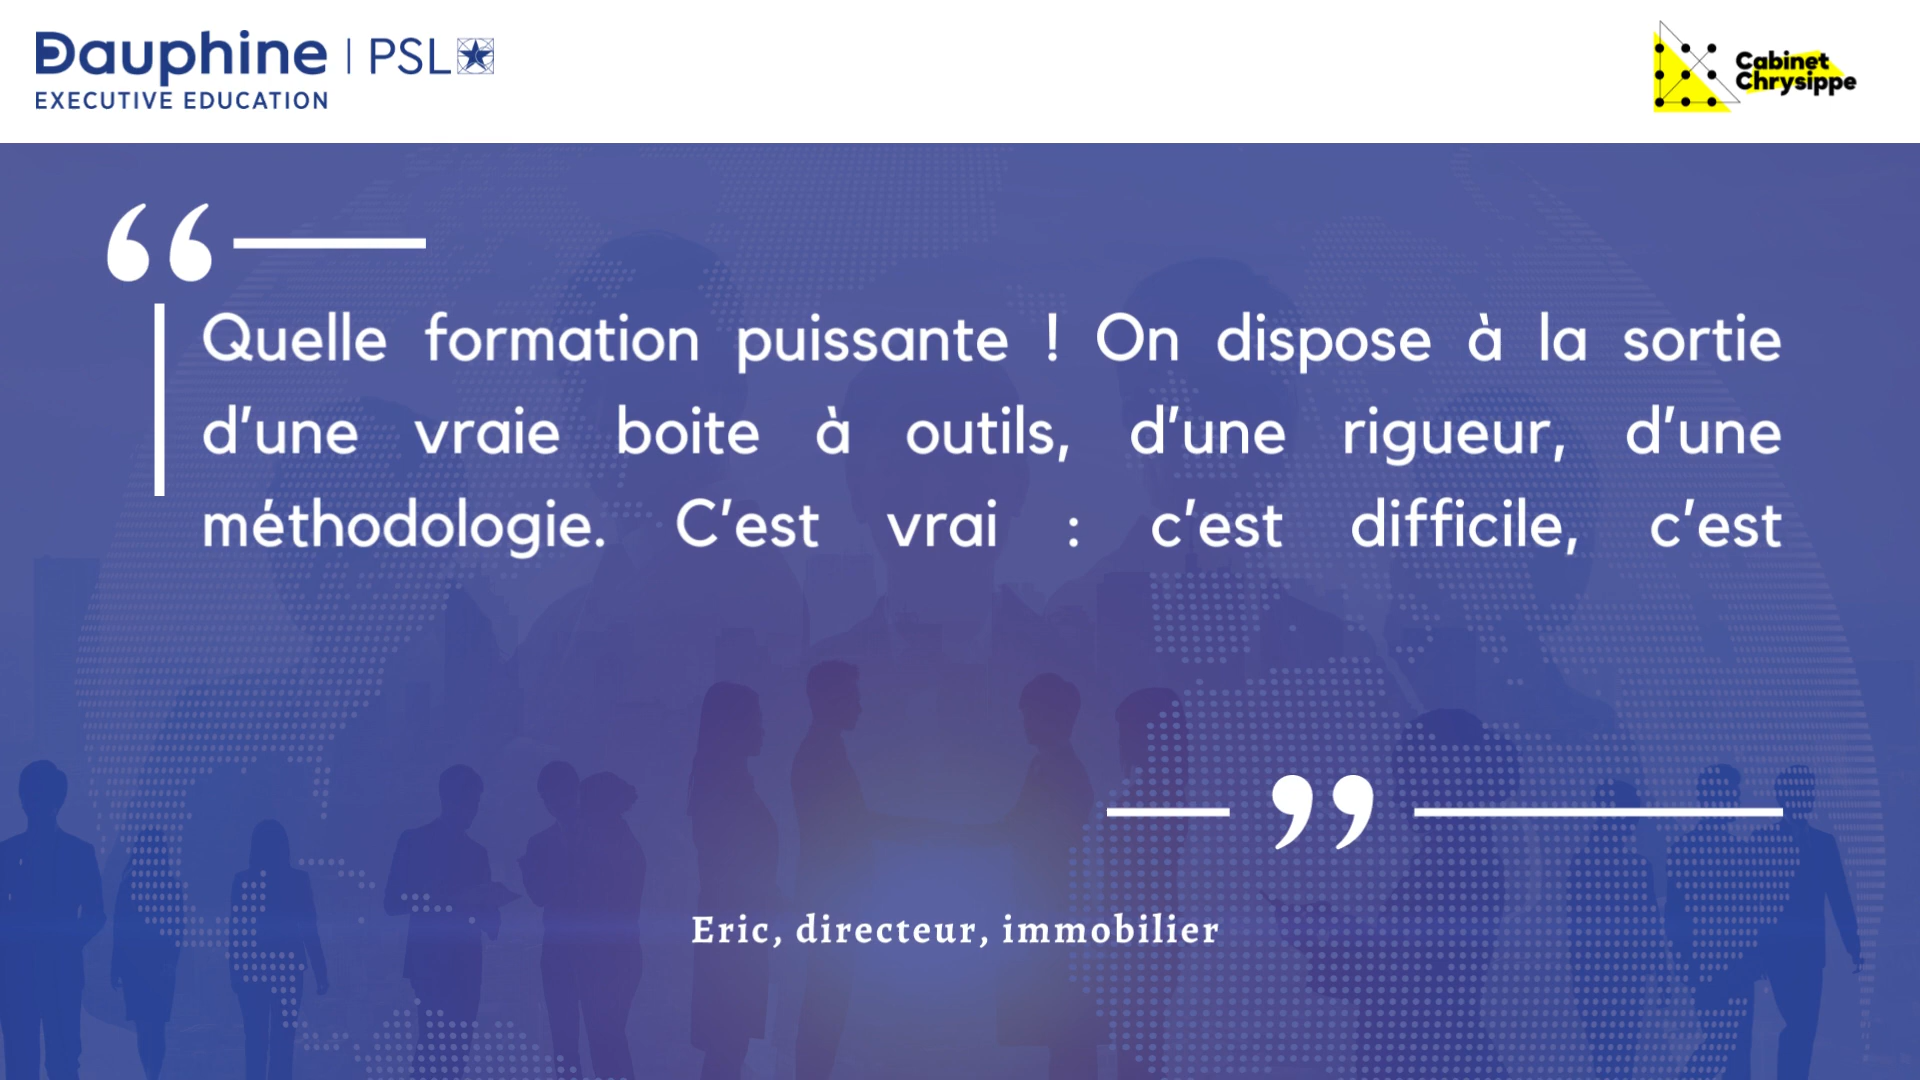 Dauphine | PSL
EXECUTIVE EDUCATION
Cabinet
Chrysippe
“
Quelle formation puissante ! On dispose à la sortie
d’une vraie boite à outils, d’une rigueur, d’une
méthodologie. C’est vrai : c’est difficile, c’est
”
Eric, directeur, immobilier